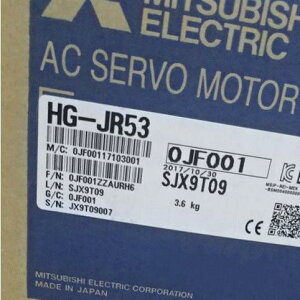 MITSUBISHI
ELECTRIC
AC SERVO MOTOR
HG-JR53
M/C: 0JF00117103001
0JF001
2017/10/30
SJX9T09
3.6 kg
F/N: 0JF001ZZAURH6
L/N: SJX9T09
G/N: 0JF001
S/N: JX9T09007
MITSUBISHI ELECTRIC CORPORATION
MADE IN JAPAN